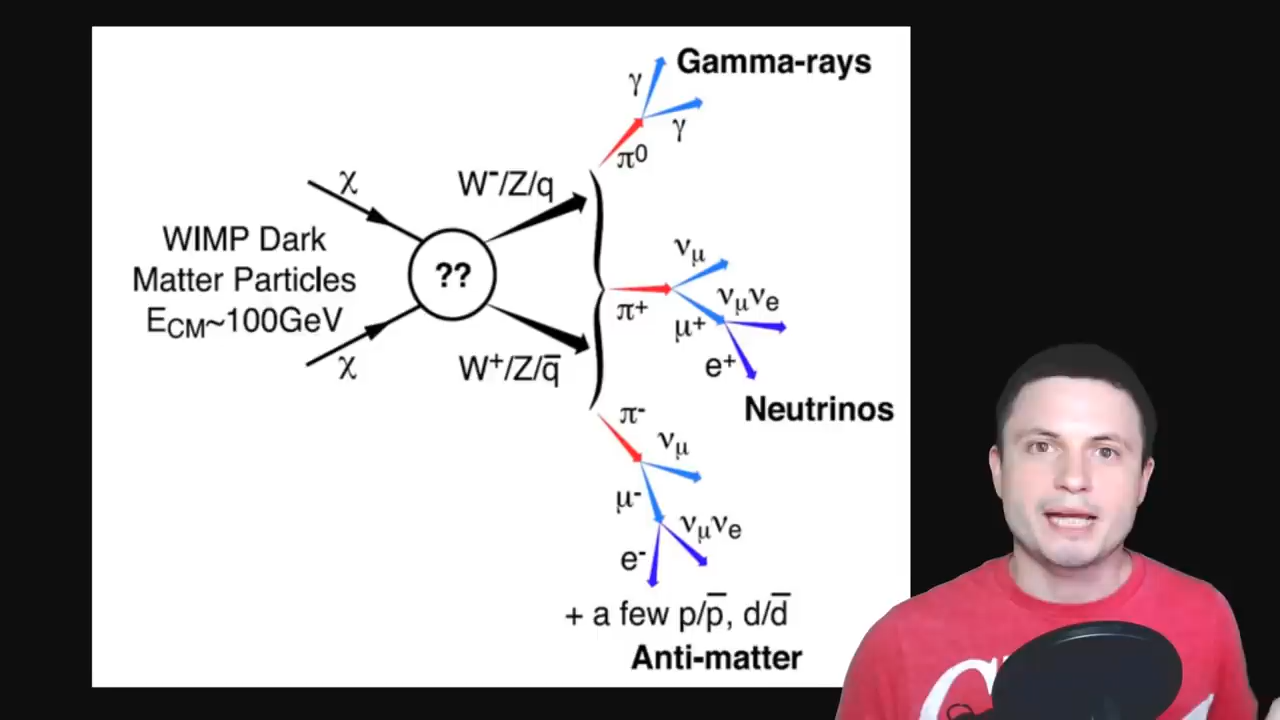 Gamma-rays
γ
γ
π⁰
χ
W⁻/Z/q
WIMP Dark
Matter Particles
E_CM~100GeV
??
χ
W⁺/Z/q̅
π⁺
ν_μ
ν_μν_e
μ⁺
e⁺
Neutrinos
π⁻
ν_μ
μ⁻
ν_μν_e
e⁻
+ a few p/p̅, d/d̅
Anti-matter